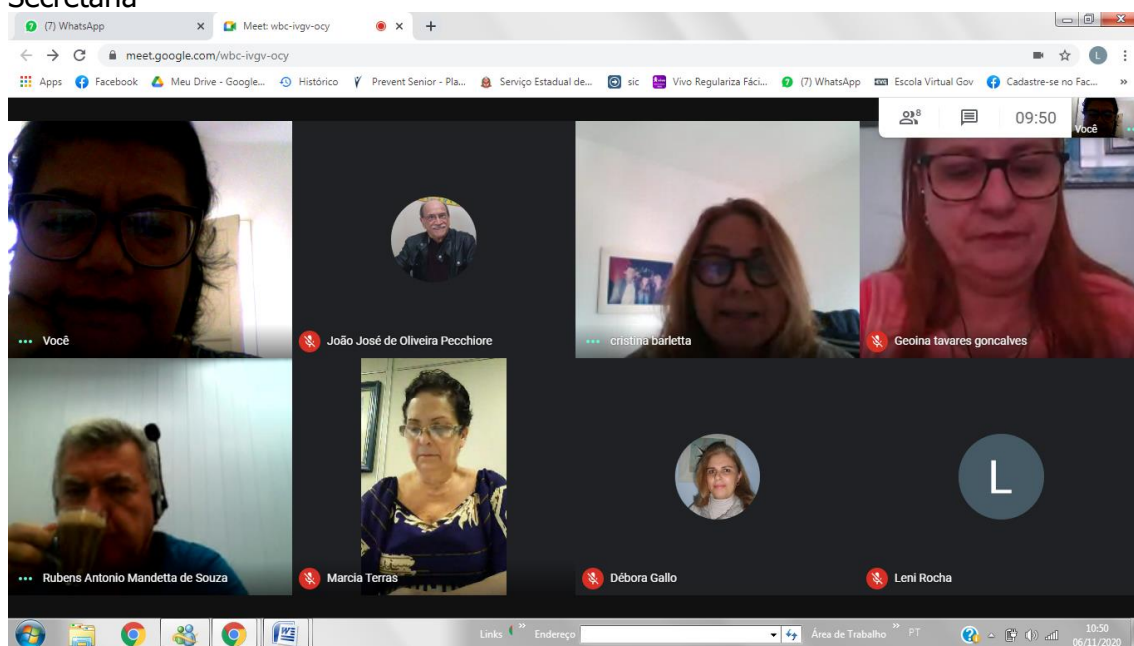 Secretaria
(7) WhatsApp
Meet: wbc-ivgv-ocy
meet.google.com/wbc-ivgv-ocy
L
Apps Facebook Meu Drive - Google... Histórico Prevent Senior - Pla... Serviço Estadual de... sic Vivo Regulariza Fáci... (7) WhatsApp Escola Virtual Gov Cadastre-se no Fac... »
8 09:50 Você
Você
João José de Oliveira Pecchiore
cristina barletta
Geoina tavares goncalves
L
Rubens Antonio Mandetta de Souza
Marcia Terras
Débora Gallo
Leni Rocha
Links » Endereço Área de Trabalho » PT 10:50
06/11/2020